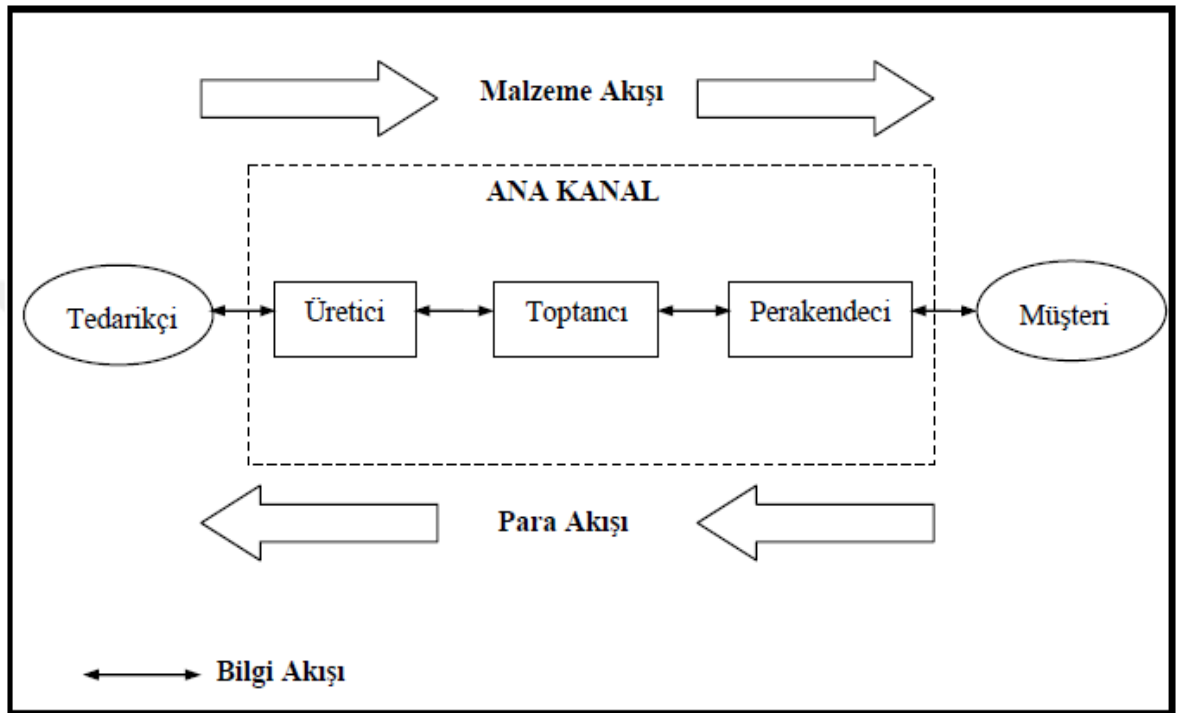 Malzeme Akışı
ANA KANAL
Tedarikçi
Üretici
Toptancı
Perakendeci
Müşteri
Para Akışı
Bilgi Akışı